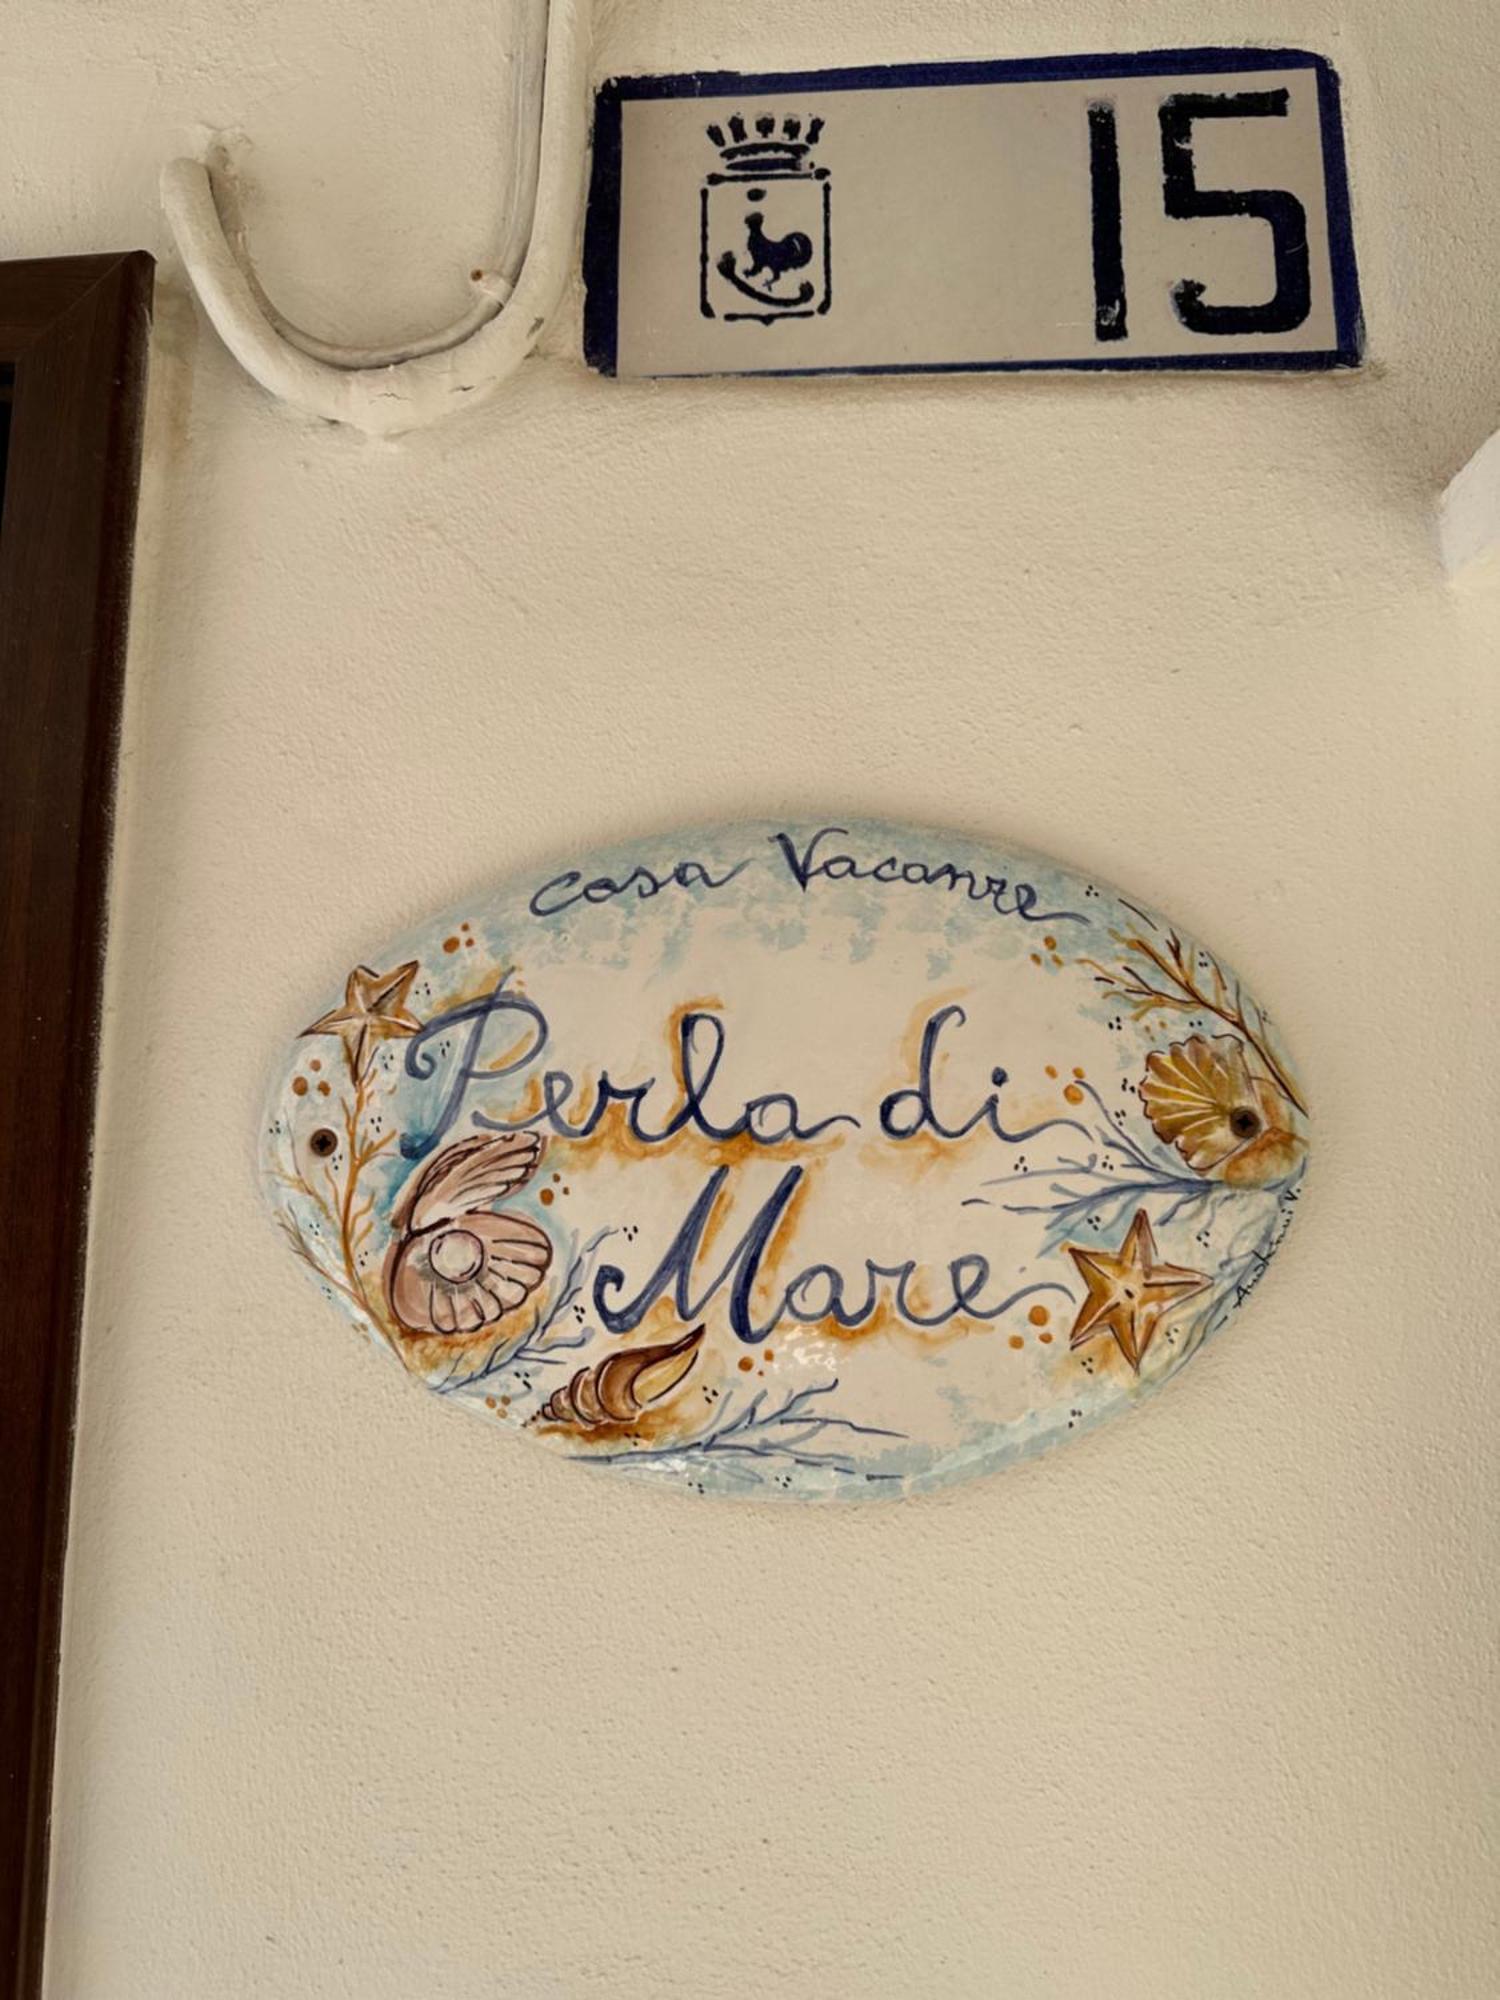 15
casa Vacanze
Perla di
Mare